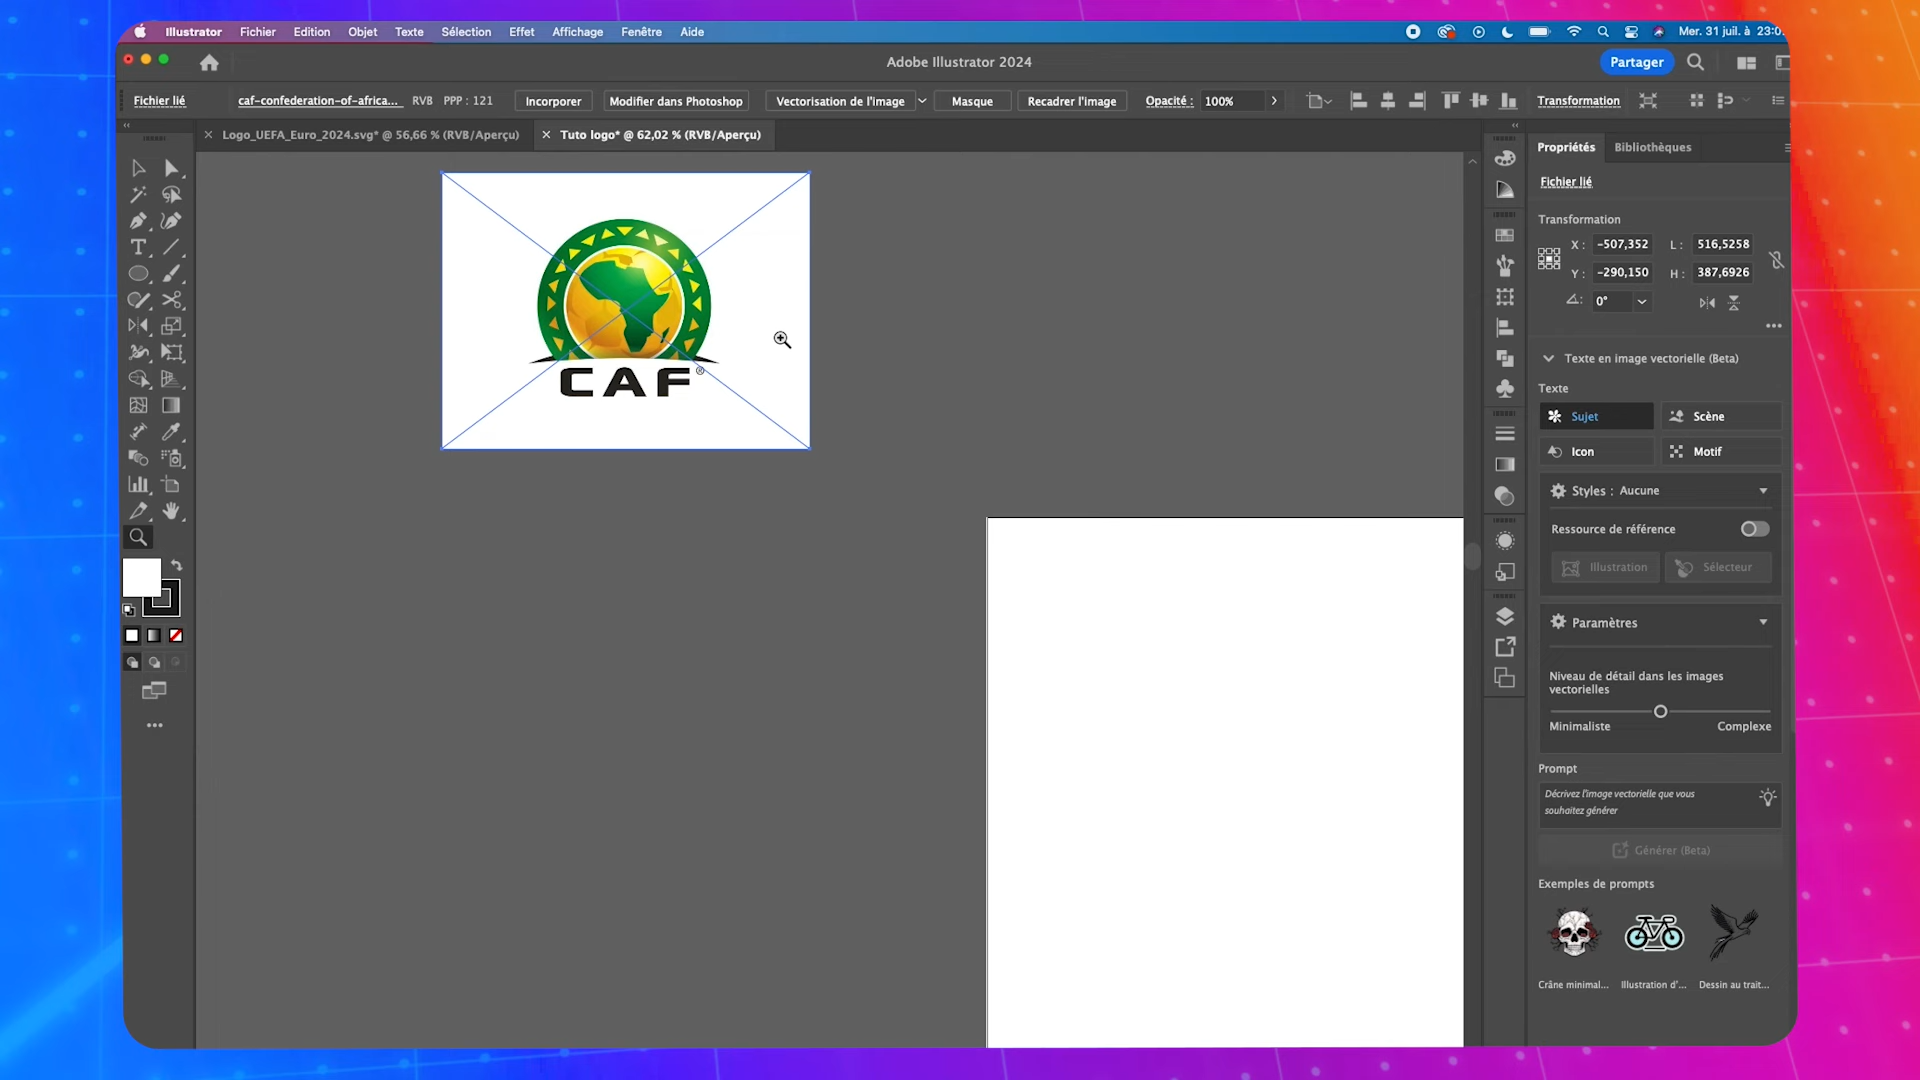 Illustrator Fichier Edition Objet Texte Sélection Effet Affichage Fenêtre Aide
Mer. 31 juil. à 23:0
Adobe Illustrator 2024
Partager
Fichier lié caf-confederation-of-africa... RVB PPP : 121 Incorporer Modifier dans Photoshop Vectorisation de l'image Masque Recadrer l'image Opacité : 100% Transformation
Logo_UEFA_Euro_2024.svg* @ 56,66 % (RVB/Aperçu)
Tuto logo* @ 62,02 % (RVB/Aperçu)
CAF®
Propriétés Bibliothèques
Fichier lié
Transformation
X : -507,352 L : 516,5258
Y : -290,150 H : 387,6926
0°
Texte en image vectorielle (Beta)
Texte
Sujet Scène
Icon Motif
Styles : Aucune
Ressource de référence
Illustration Sélecteur
Paramètres
Niveau de détail dans les images
vectorielles
Minimaliste Complexe
Prompt
Décrivez l'image vectorielle que vous
souhaitez générer
Générer (Beta)
Exemples de prompts
Crâne minimal... Illustration d'... Dessin au trait...